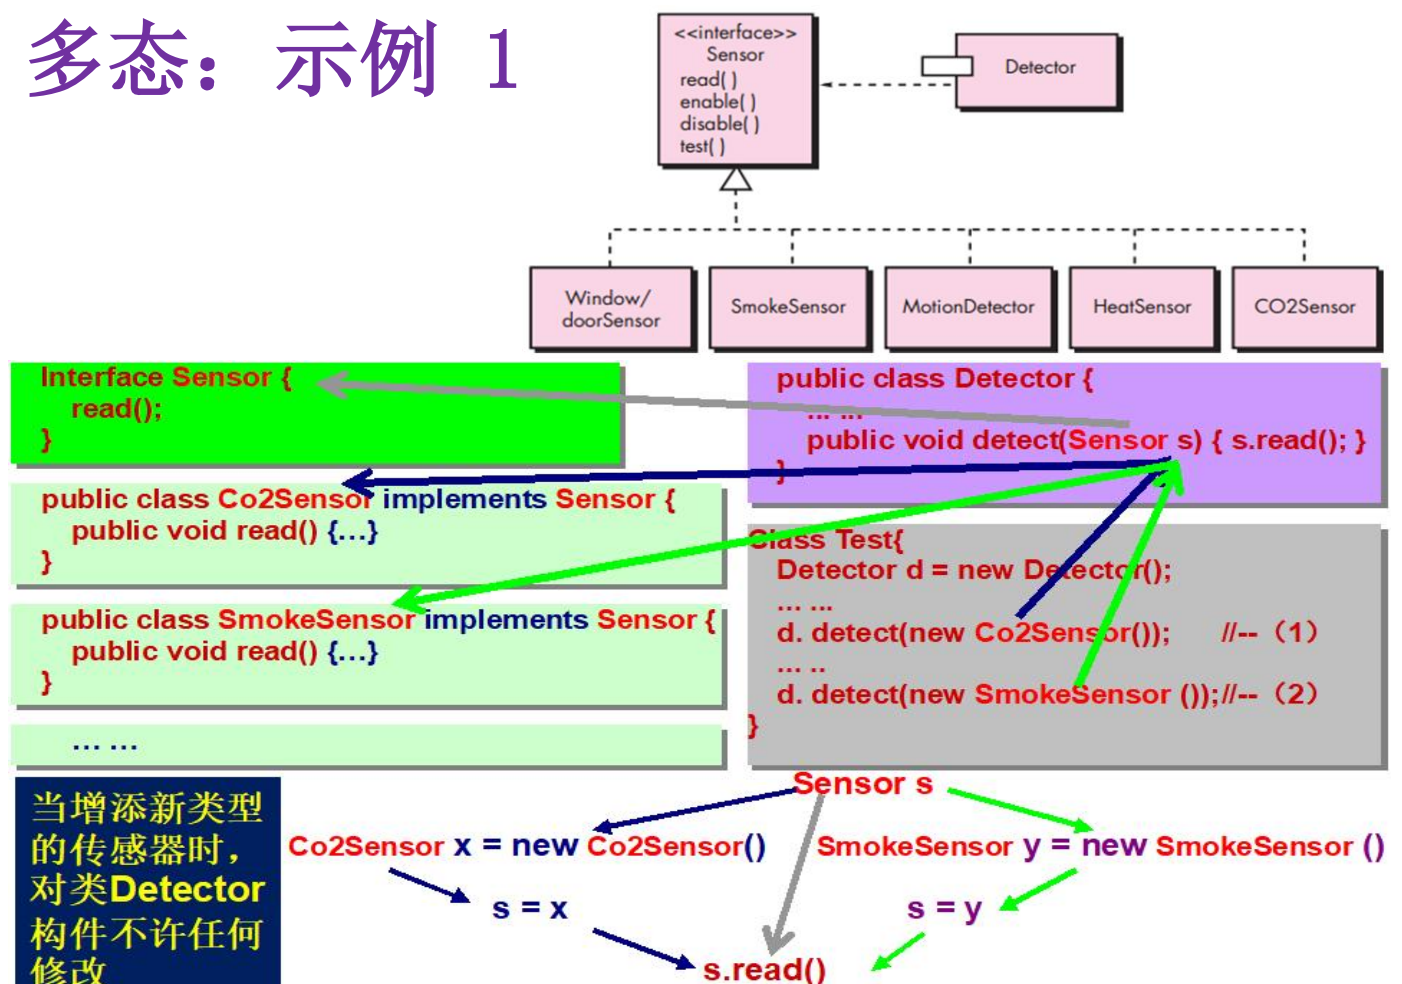 多态：示例 1
<<interface>>
Sensor
read( )
enable( )
disable( )
test( )
Detector
Window/
doorSensor
SmokeSensor
MotionDetector
HeatSensor
CO2Sensor
Interface Sensor {
read();
}
public class Co2Sensor implements Sensor {
public void read() {…}
}
public class SmokeSensor implements Sensor {
public void read() {…}
}
… …
public class Detector {
... ...
public void detect(Sensor s) { s.read(); }
}
Class Test{
Detector d = new Detector();
... ...
d. detect(new Co2Sensor()); //--（1）
... ..
d. detect(new SmokeSensor ());//--（2）
}
当增添新类型
的传感器时，
对类Detector
构件不许任何
修改
Sensor s
Co2Sensor x = new Co2Sensor()
SmokeSensor y = new SmokeSensor ()
s = x
s = y
s.read()